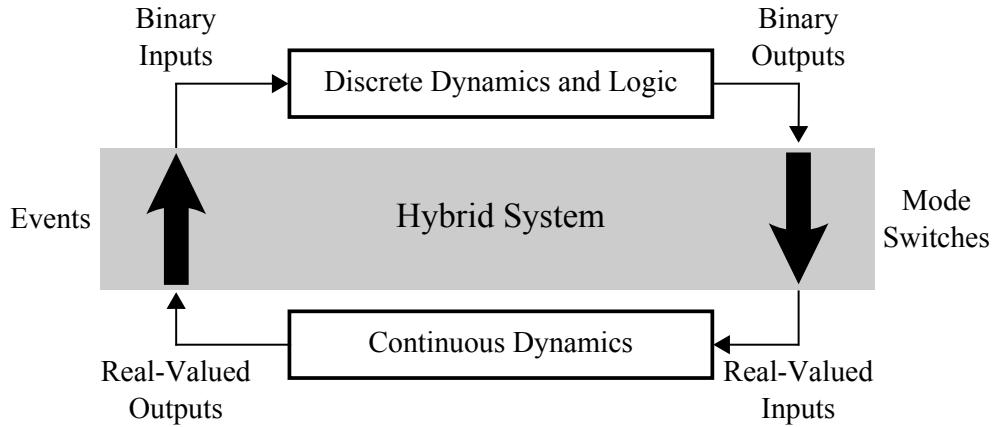 Binary
Inputs
Discrete Dynamics and Logic
Binary
Outputs
Events
Hybrid System
Mode
Switches
Real-Valued
Outputs
Continuous Dynamics
Real-Valued
Inputs